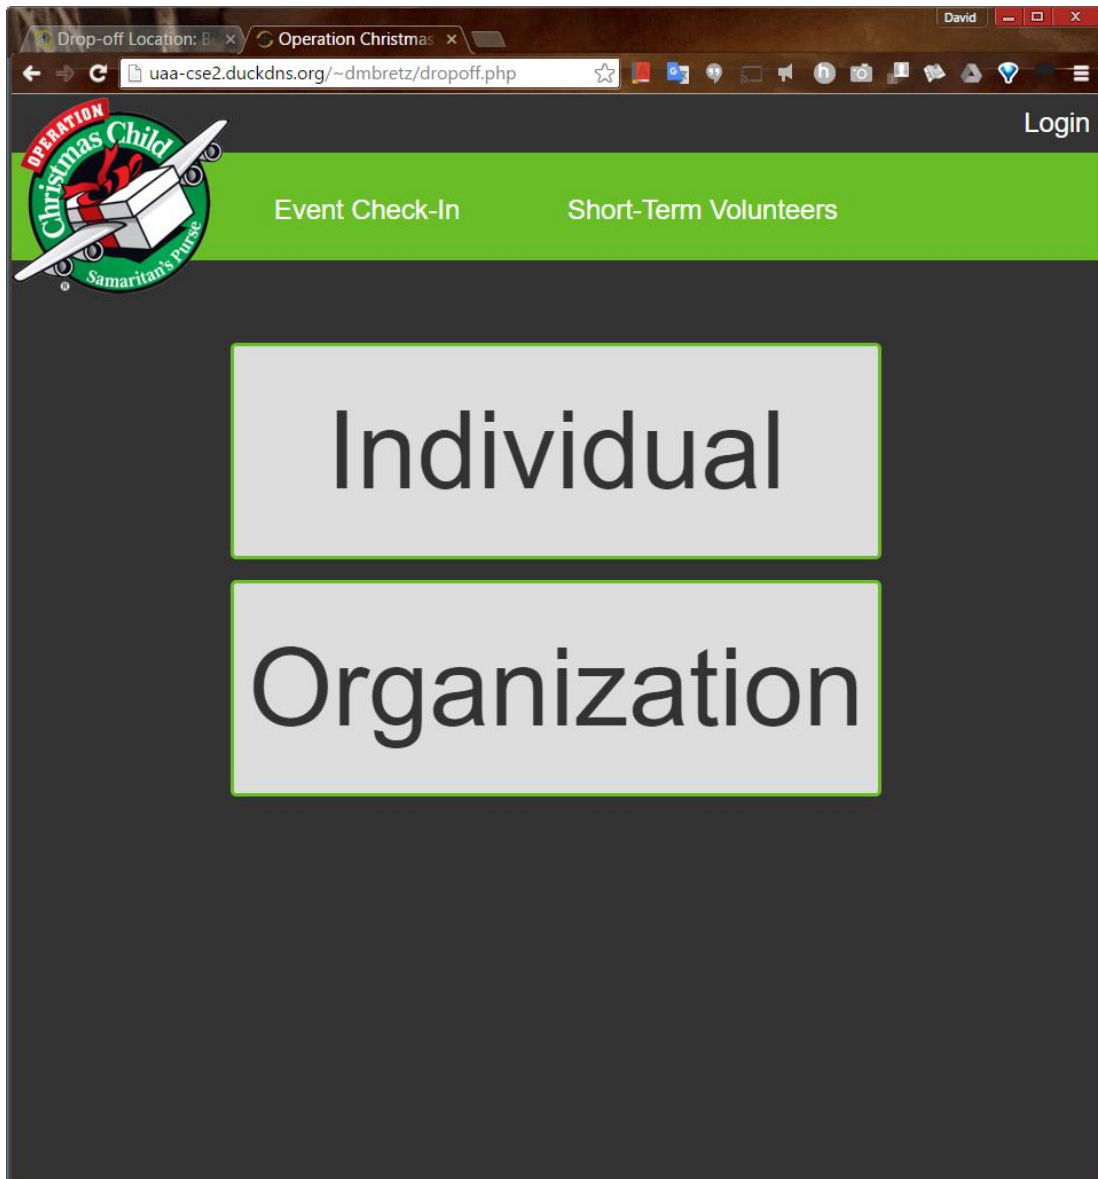 David
Drop-off Location: B
Operation Christmas
uaa-cse2.duckdns.org/~dmbretz/dropoff.php
Login
OPERATION
Christmas Child
Samaritan's Purse
®
Event Check-In
Short-Term Volunteers
Individual
Organization